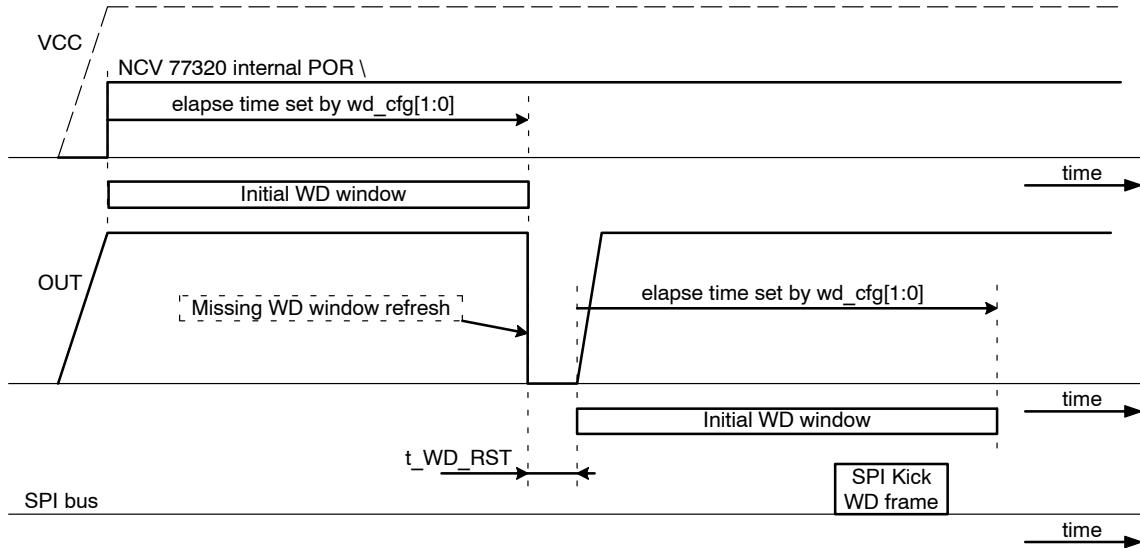 VCC
NCV 77320 internal POR \
elapse time set by wd_cfg[1:0]
time
Initial WD window
OUT
Missing WD window refresh
elapse time set by wd_cfg[1:0]
time
Initial WD window
t_WD_RST
SPI bus
SPI Kick
WD frame
time